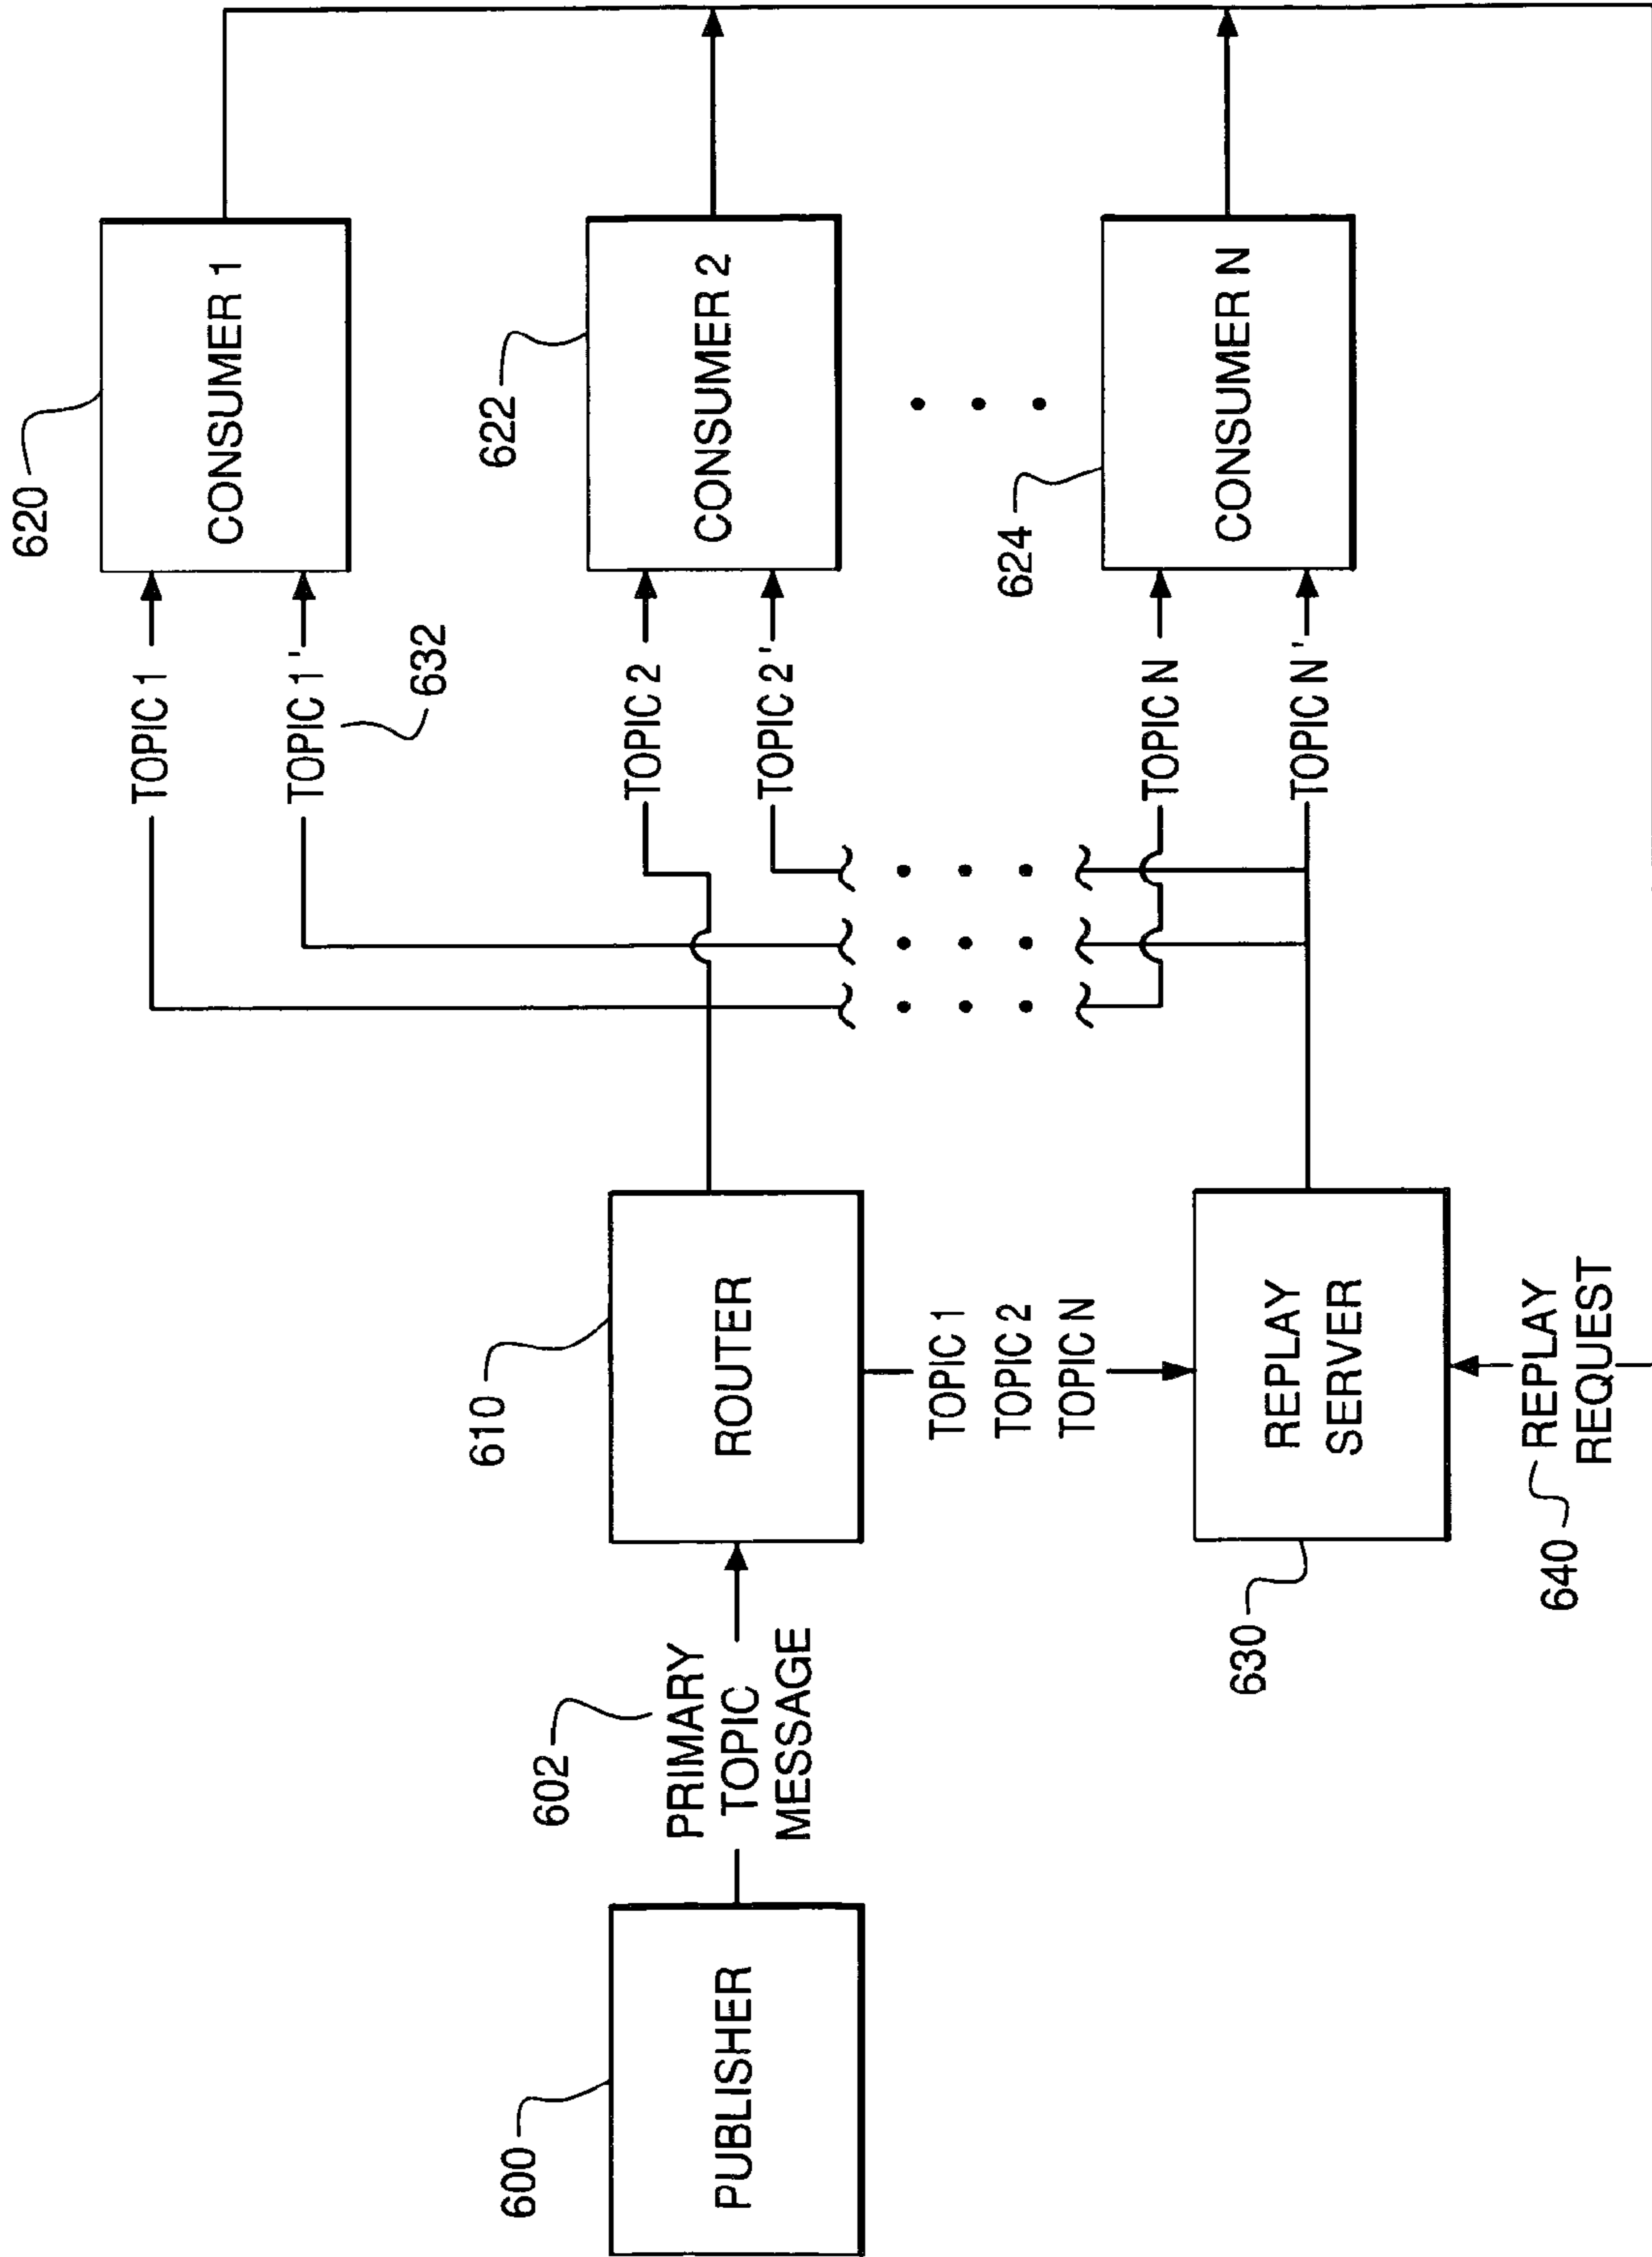 600
PUBLISHER
602
PRIMARY
TOPIC
MESSAGE
610
ROUTER
TOPIC 1
TOPIC 2
TOPIC N
630
REPLAY
SERVER
640
REPLAY
REQUEST
TOPIC 1
TOPIC 1'
632
TOPIC 2
TOPIC 2'
TOPIC N
TOPIC N'
620
CONSUMER 1
622
CONSUMER 2
624
CONSUMER N